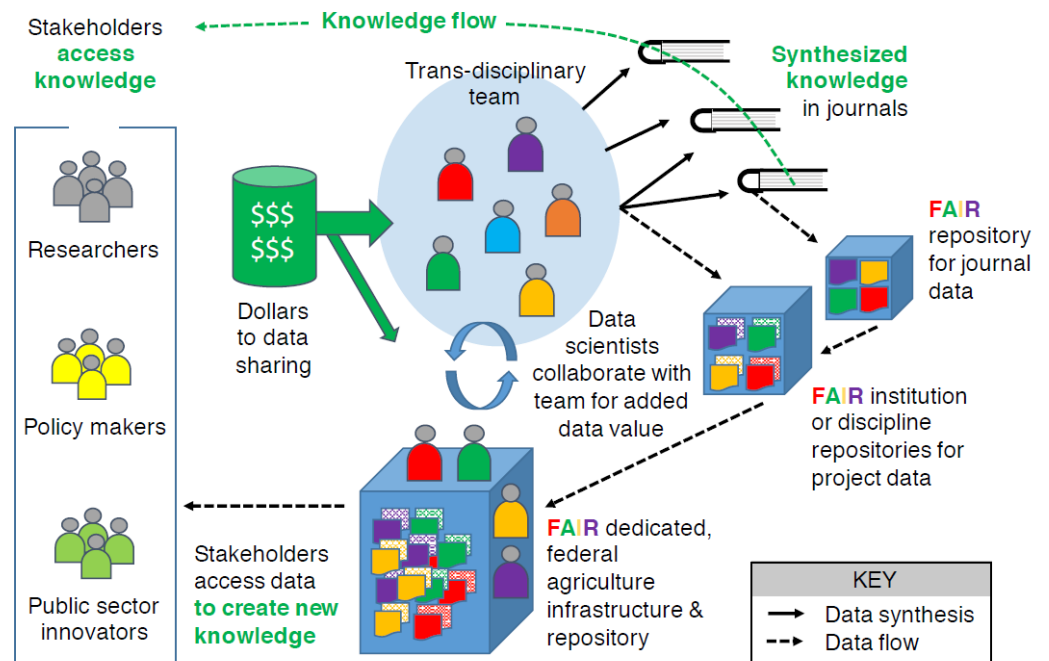 Stakeholders
access
knowledge
Knowledge flow
Trans-disciplinary
team
Synthesized
knowledge
in journals
$$$
$$$
Researchers
Dollars
to data
sharing
FAIR
repository
for journal
data
Data
scientists
collaborate with
team for added
data value
Policy makers
FAIR institution
or discipline
repositories for
project data
Stakeholders
access data
to create new
knowledge
FAIR dedicated,
federal
agriculture
infrastructure &
repository
Public sector
innovators
KEY
Data synthesis
Data flow